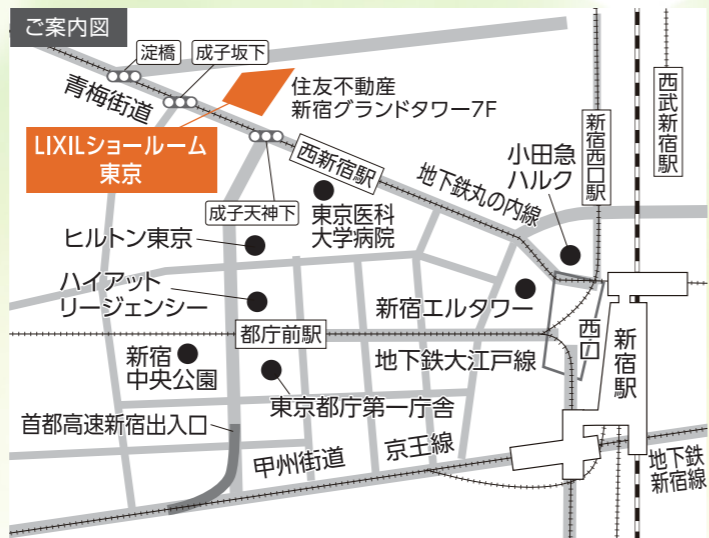 ご案内図
淀橋
成子坂下
青梅街道
住友不動産
新宿グランドタワー7F
LIXILショールーム
東京
西新宿駅
成子天神下
東京医科
大学病院
地下鉄丸の内線
小田急
ハルク
新宿西口駅
西武新宿駅
ヒルトン東京
ハイアット
リージェンシー
新宿エルタワー
都庁前駅
地下鉄大江戸線
西口
新宿駅
新宿
中央公園
東京都庁第一庁舎
首都高速新宿出入口
甲州街道
京王線
地下鉄
新宿線